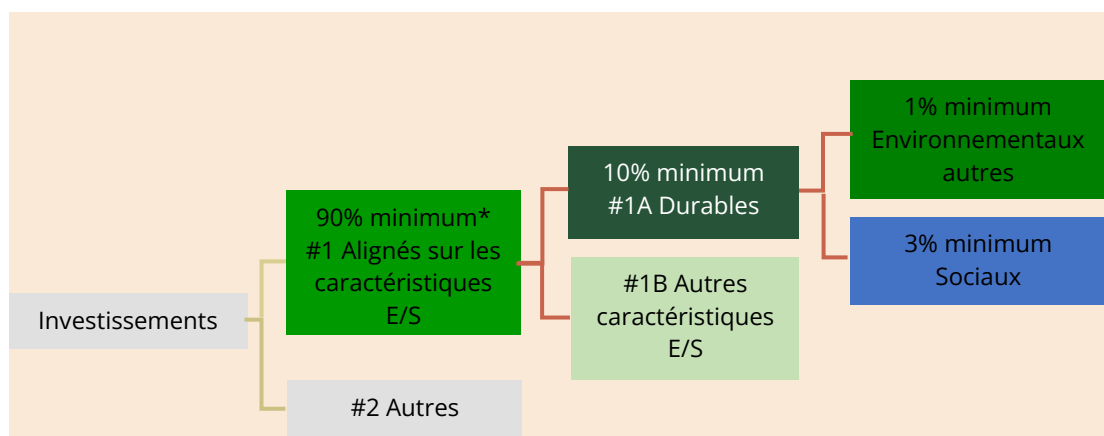 Investissements
90% minimum*
#1 Alignés sur les
caractéristiques
E/S
#2 Autres
10% minimum
#1A Durables
#1B Autres
caractéristiques
E/S
1% minimum
Environnementaux
autres
3% minimum
Sociaux